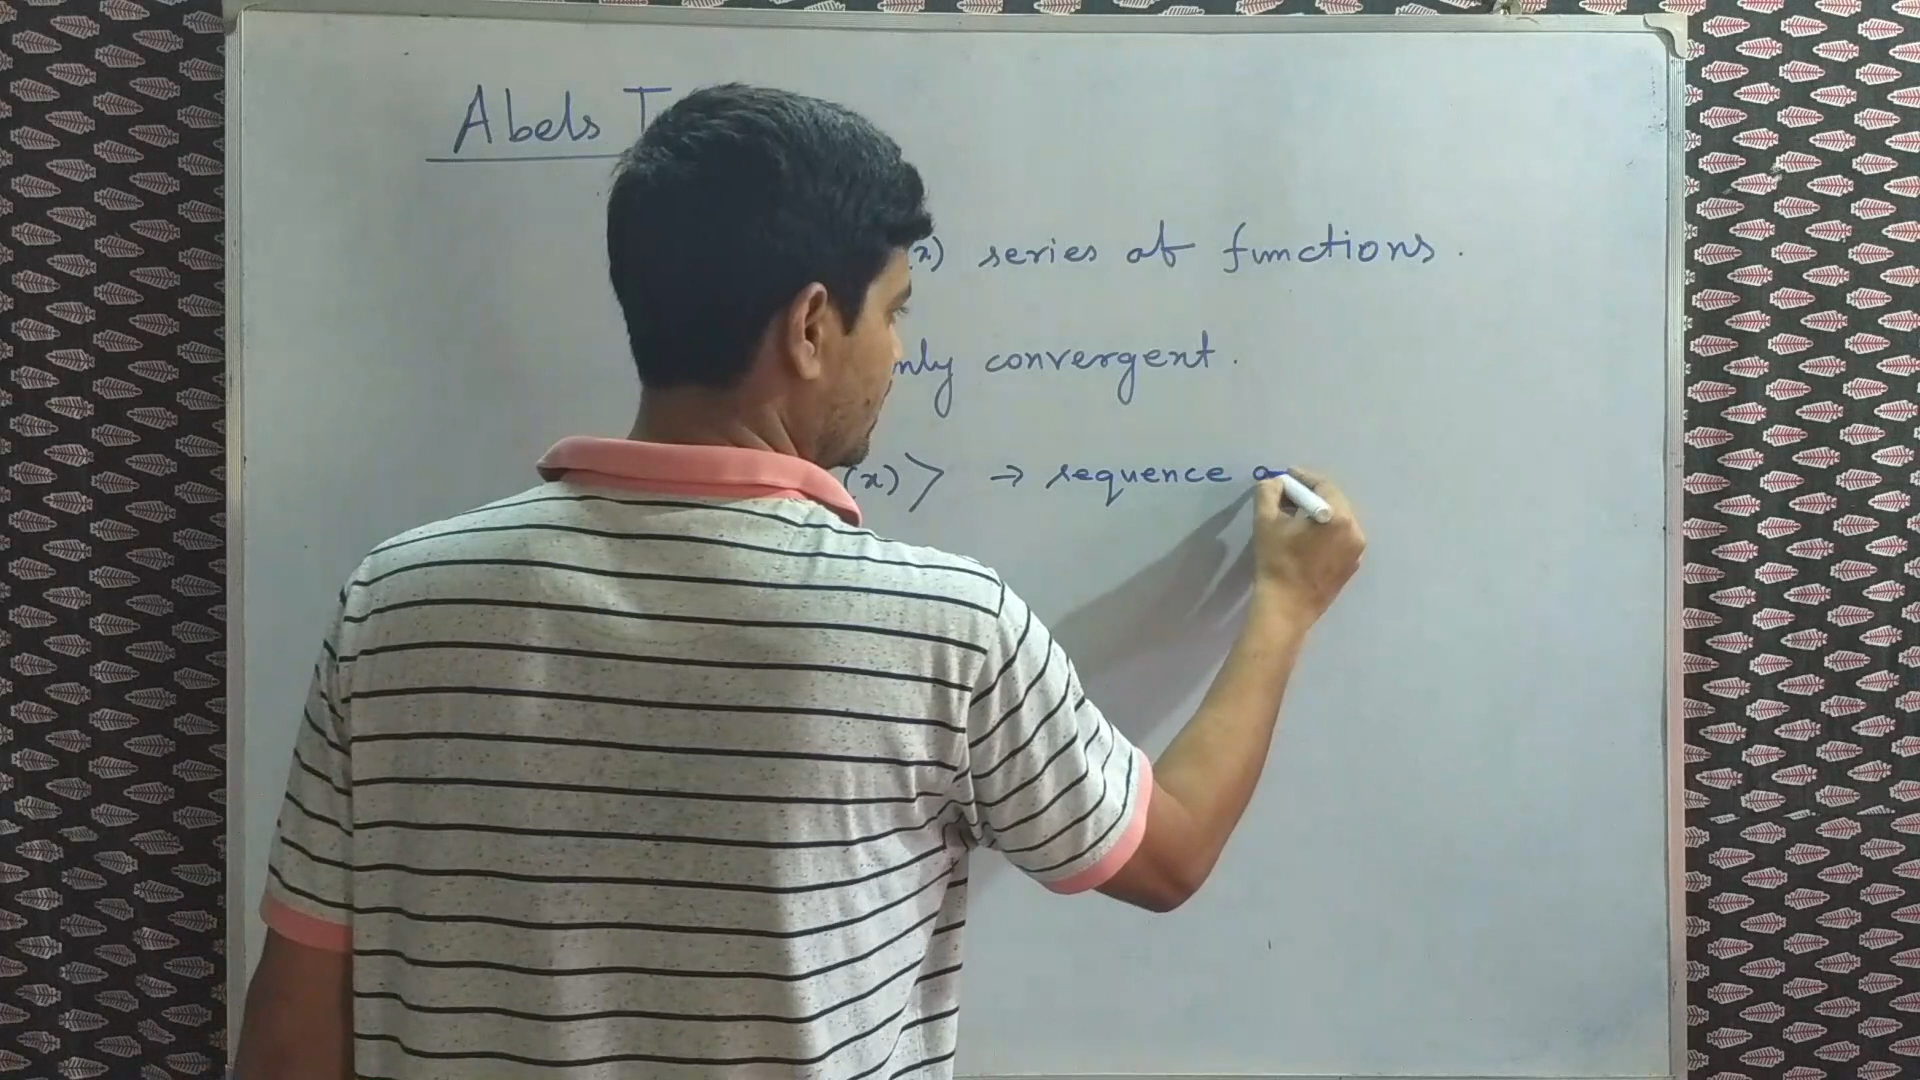 Abels T
(x) series of functions.
nly convergent.
(x)> → sequence o